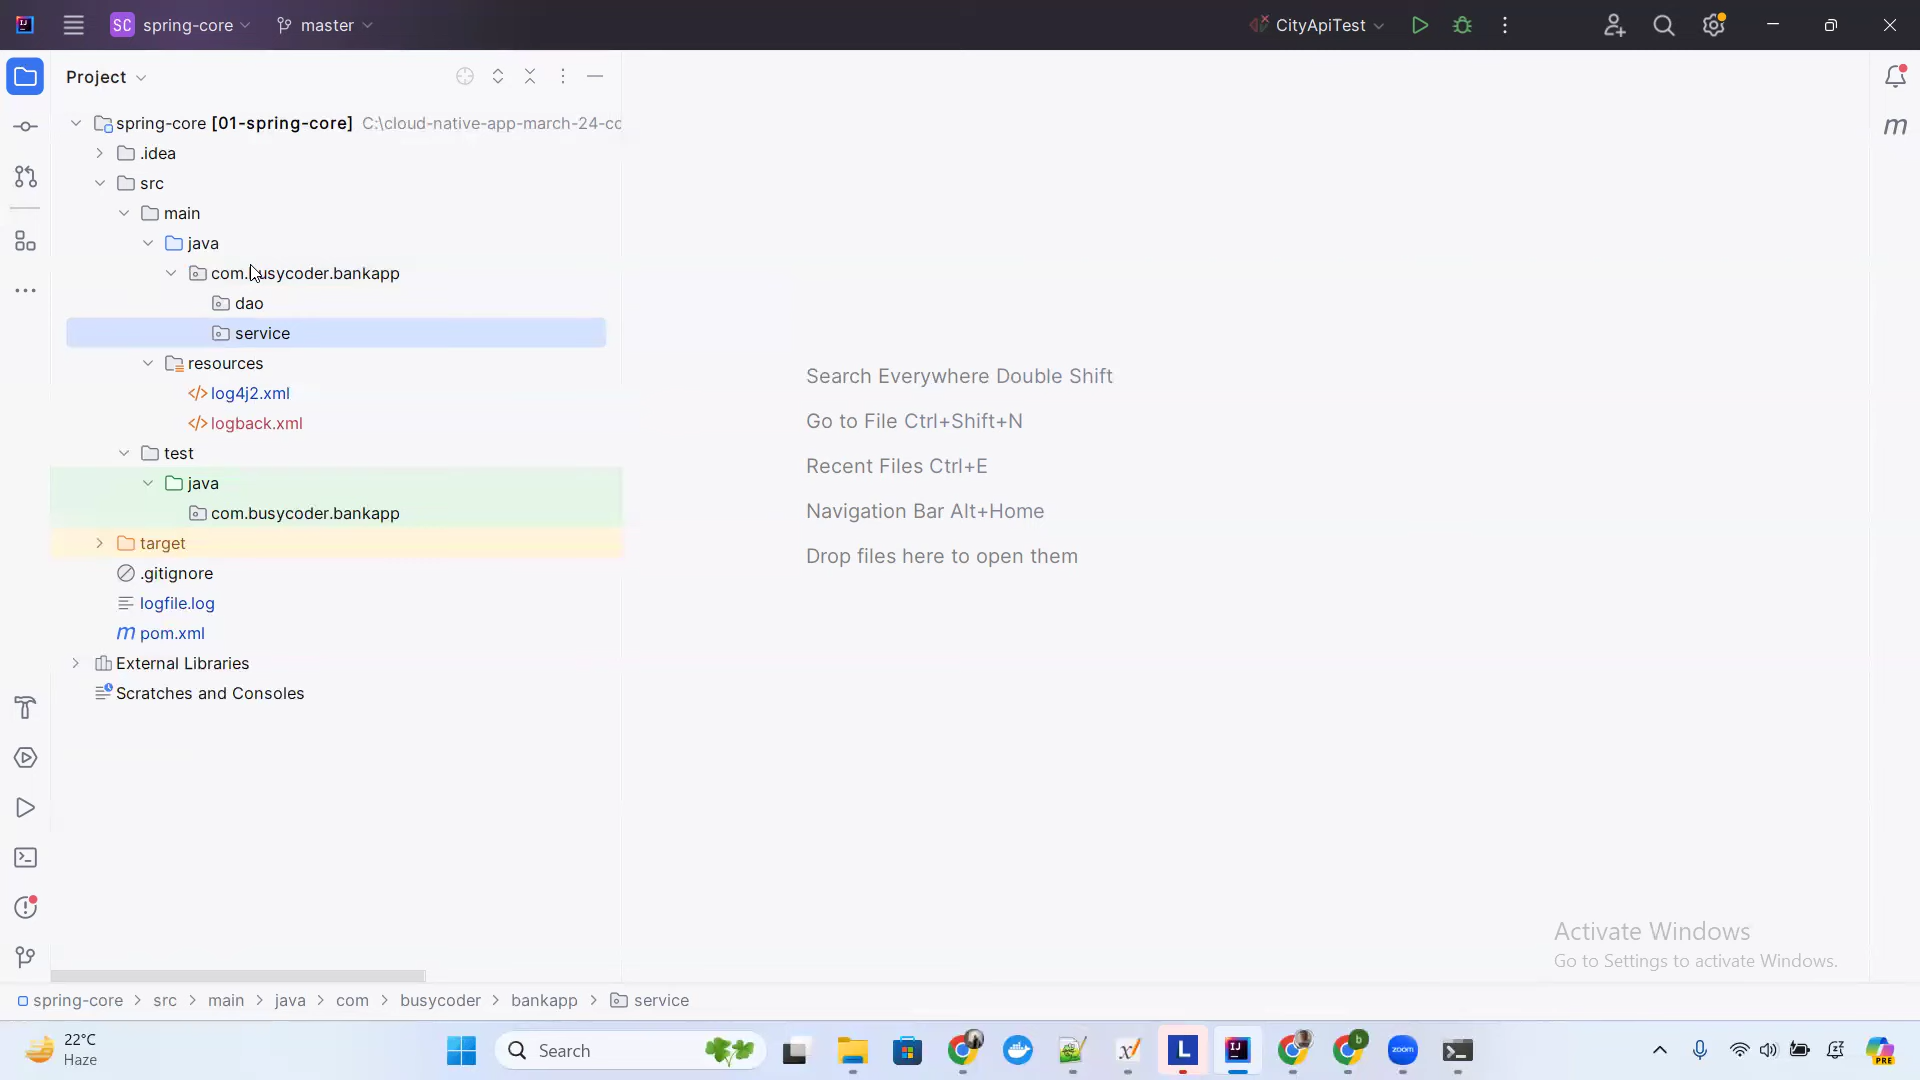 SC spring-core master CityApiTest
Project
spring-core [01-spring-core] C:\cloud-native-app-march-24-cc
.idea
src
main
java
com.busycoder.bankapp
dao
service
resources
log4j2.xml
logback.xml
test
java
com.busycoder.bankapp
target
.gitignore
logfile.log
pom.xml
External Libraries
Scratches and Consoles
Search Everywhere Double Shift
Go to File Ctrl+Shift+N
Recent Files Ctrl+E
Navigation Bar Alt+Home
Drop files here to open them
Activate Windows
Go to Settings to activate Windows.
spring-core > src > main > java > com > busycoder > bankapp > service
22°C
Haze
Search
zoom
PRE